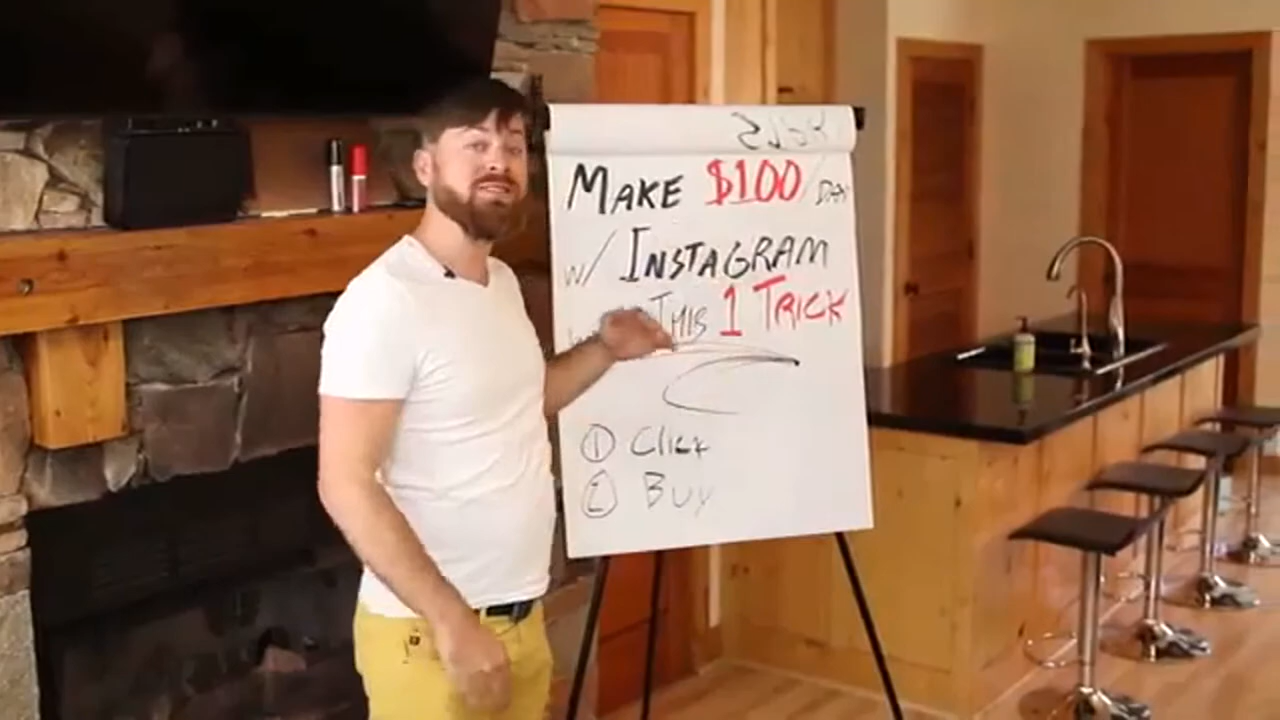 MAKE $100/DAY
W/ INSTAGRAM
THIS 1 TRICK
1 Click
2 Buy